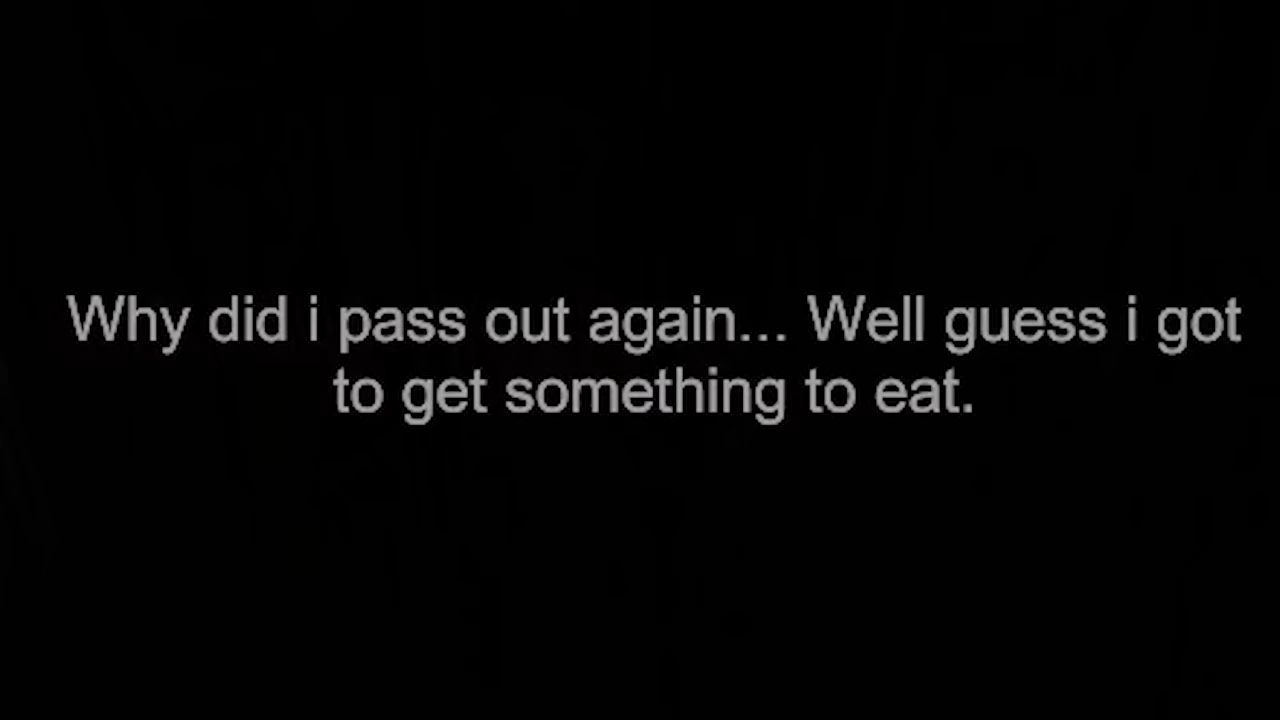 Why did i pass out again... Well guess i got
to get something to eat.